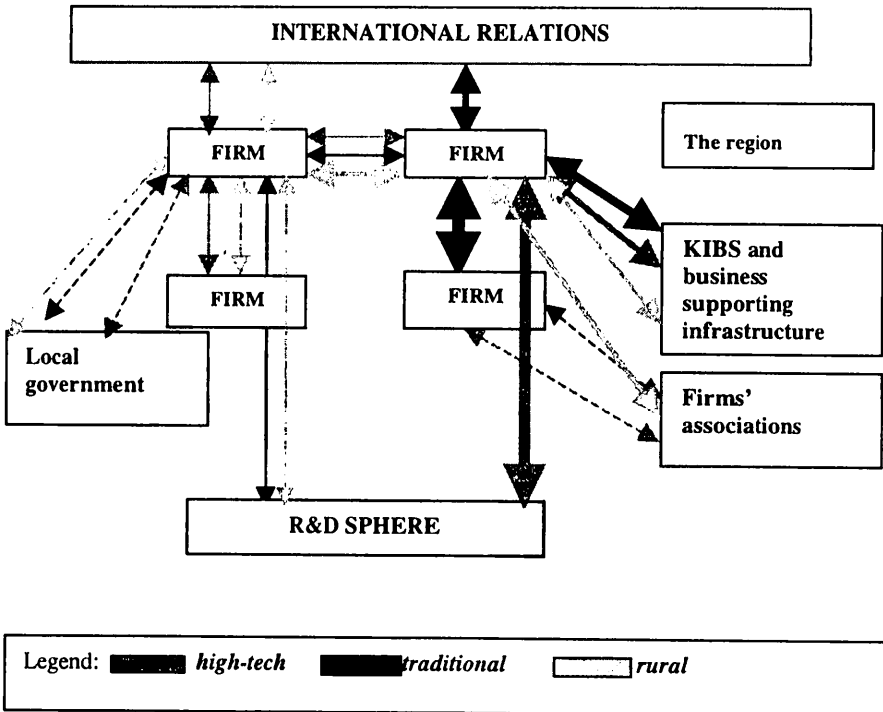 INTERNATIONAL RELATIONS
FIRM
FIRM
The region
KIBS and
business
supporting
infrastructure
FIRM
FIRM
Local
government
Firms'
associations
R&D SPHERE
Legend: high-tech traditional rural